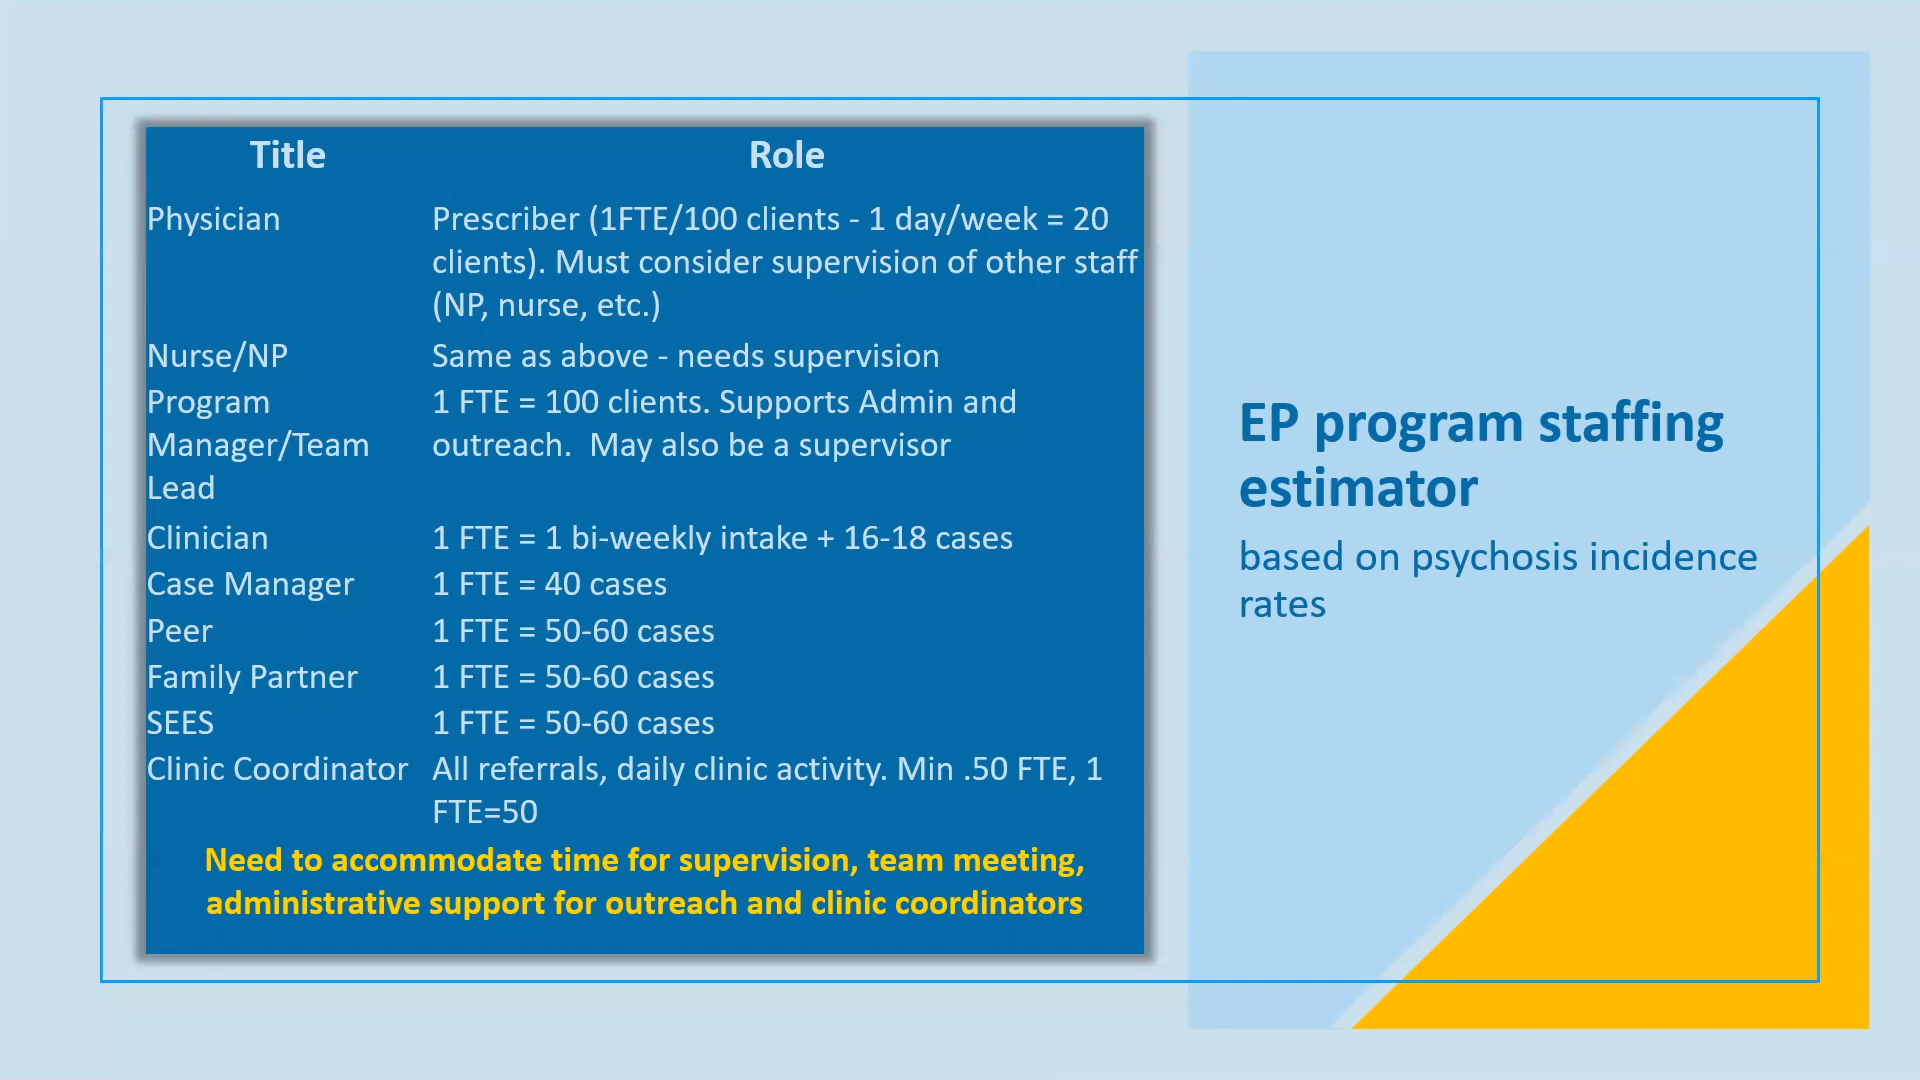 Title Role
Physician Prescriber (1FTE/100 clients - 1 day/week = 20
clients). Must consider supervision of other staff
(NP, nurse, etc.)
Nurse/NP Same as above - needs supervision
Program 1 FTE = 100 clients. Supports Admin and
Manager/Team outreach.  May also be a supervisor
Lead
Clinician 1 FTE = 1 bi-weekly intake + 16-18 cases
Case Manager 1 FTE = 40 cases
Peer 1 FTE = 50-60 cases
Family Partner 1 FTE = 50-60 cases
SEES 1 FTE = 50-60 cases
Clinic Coordinator All referrals, daily clinic activity. Min .50 FTE, 1
FTE=50
Need to accommodate time for supervision, team meeting,
administrative support for outreach and clinic coordinators
EP program staffing
estimator
based on psychosis incidence
rates